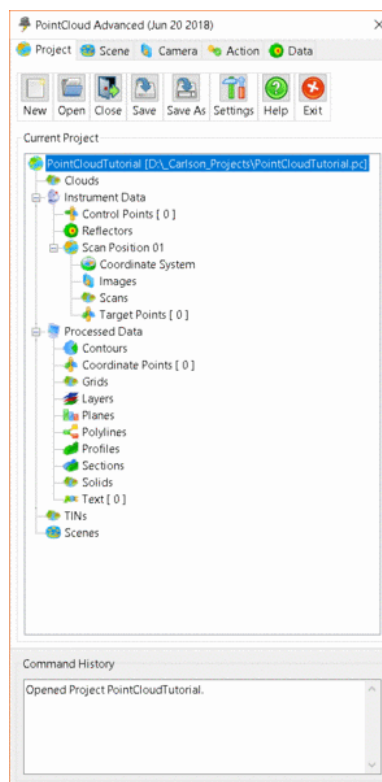 PointCloud Advanced (Jun 20 2018)
Project Scene Camera Action Data
New Open Close Save Save As Settings Help Exit
Current Project
PointCloudTutorial [D:\_Carlson_Projects\PointCloudTutorial.pc]
Clouds
Instrument Data
Control Points [ 0 ]
Reflectors
Scan Position 01
Coordinate System
Images
Scans
Target Points [ 0 ]
Processed Data
Contours
Coordinate Points [ 0 ]
Grids
Layers
Planes
Polylines
Profiles
Sections
Solids
Text [ 0 ]
TINs
Scenes
Command History
Opened Project PointCloudTutorial.